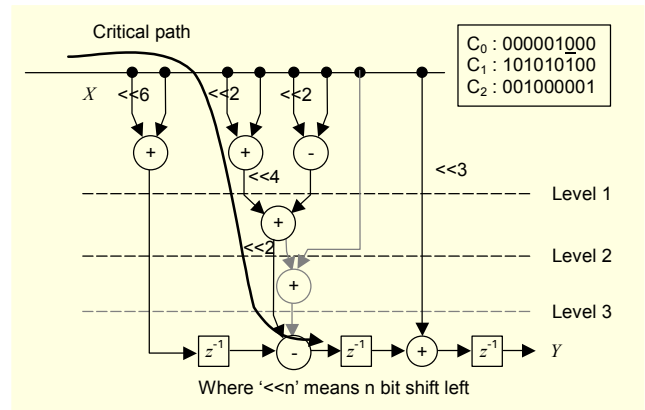 Critical path
C0 : 000001000
C1 : 101010100
C2 : 001000001
X <<6 <<2 <<2
+ + -
<<4 <<3
Level 1
+
<<2
Level 2
+
Level 3
z-1 - z-1 + z-1 Y
Where ‘<<n’ means n bit shift left